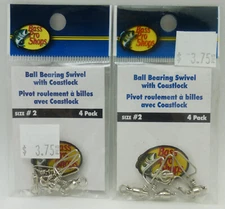 Bass
Pro Shops
Ball Bearing Swivel
with Coastlock
Pivot roulement à billes
avec Coastlock
SIZE #2
4 Pack
$ 3.75
Bass
Bass
Pro Shops
$ 3.75
Ball Bearing Swivel
with Coastlock
Pivot roulement à billes
avec Coastlock
SIZE #2
4 Pack